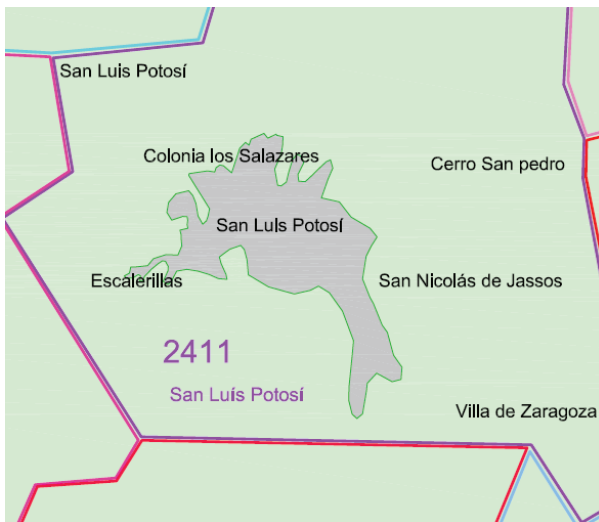 San Luis Potosí
Colonia los Salazares
Cerro San pedro
San Luis Potosí
Escalerillas
San Nicolás de Jassos
2411
San Luís Potosí
Villa de Zaragoza